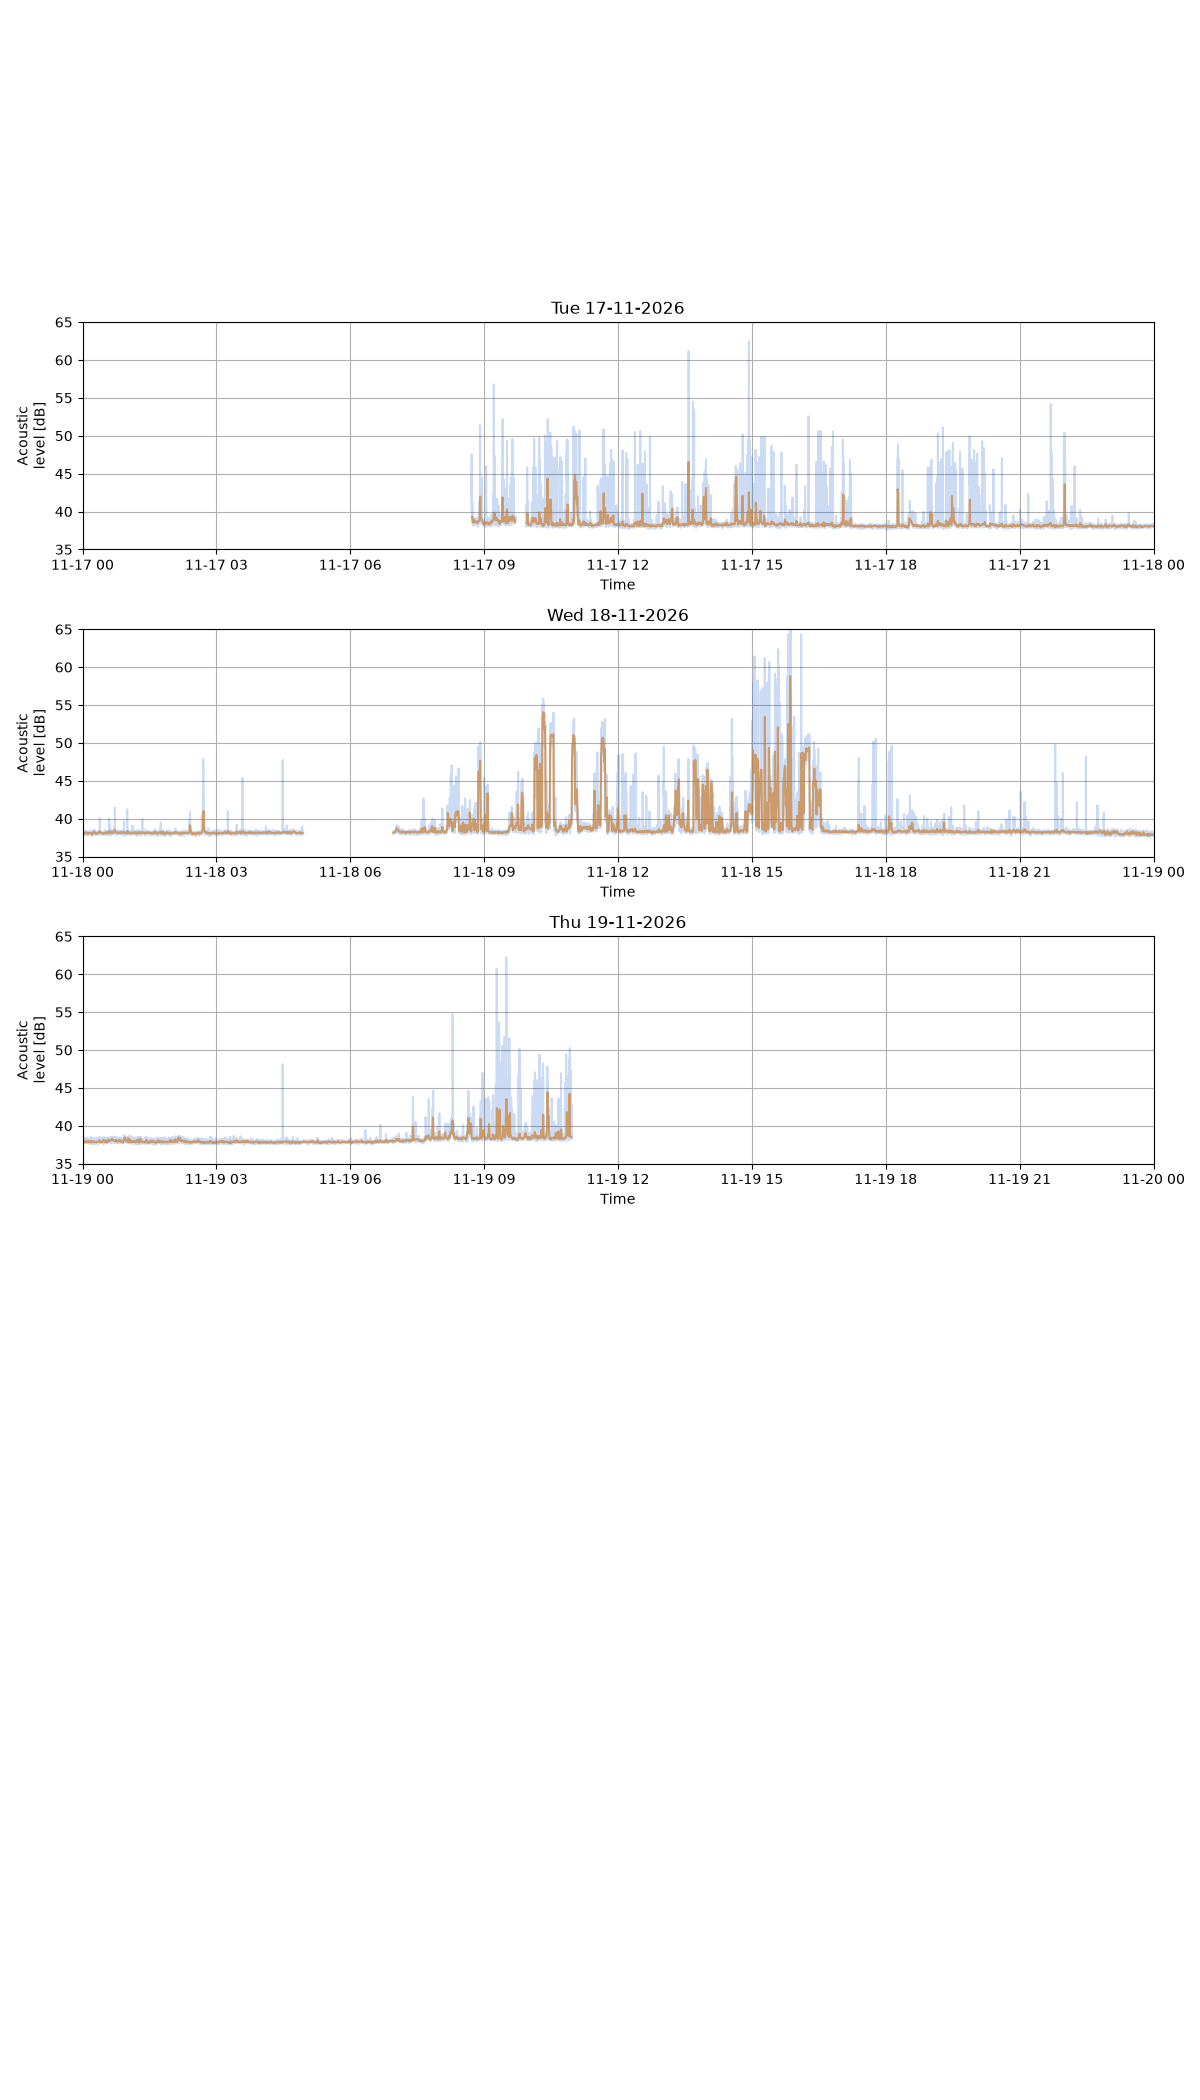 Tue 17-11-2026
65
60
55
50
45
40
35
Acoustic
level [dB]
11-17 00 11-17 03 11-17 06 11-17 09 11-17 12 11-17 15 11-17 18 11-17 21 11-18 00
Time
Wed 18-11-2026
65
60
55
50
45
40
35
Acoustic
level [dB]
11-18 00 11-18 03 11-18 06 11-18 09 11-18 12 11-18 15 11-18 18 11-18 21 11-19 00
Time
Thu 19-11-2026
65
60
55
50
45
40
35
Acoustic
level [dB]
11-19 00 11-19 03 11-19 06 11-19 09 11-19 12 11-19 15 11-19 18 11-19 21 11-20 00
Time